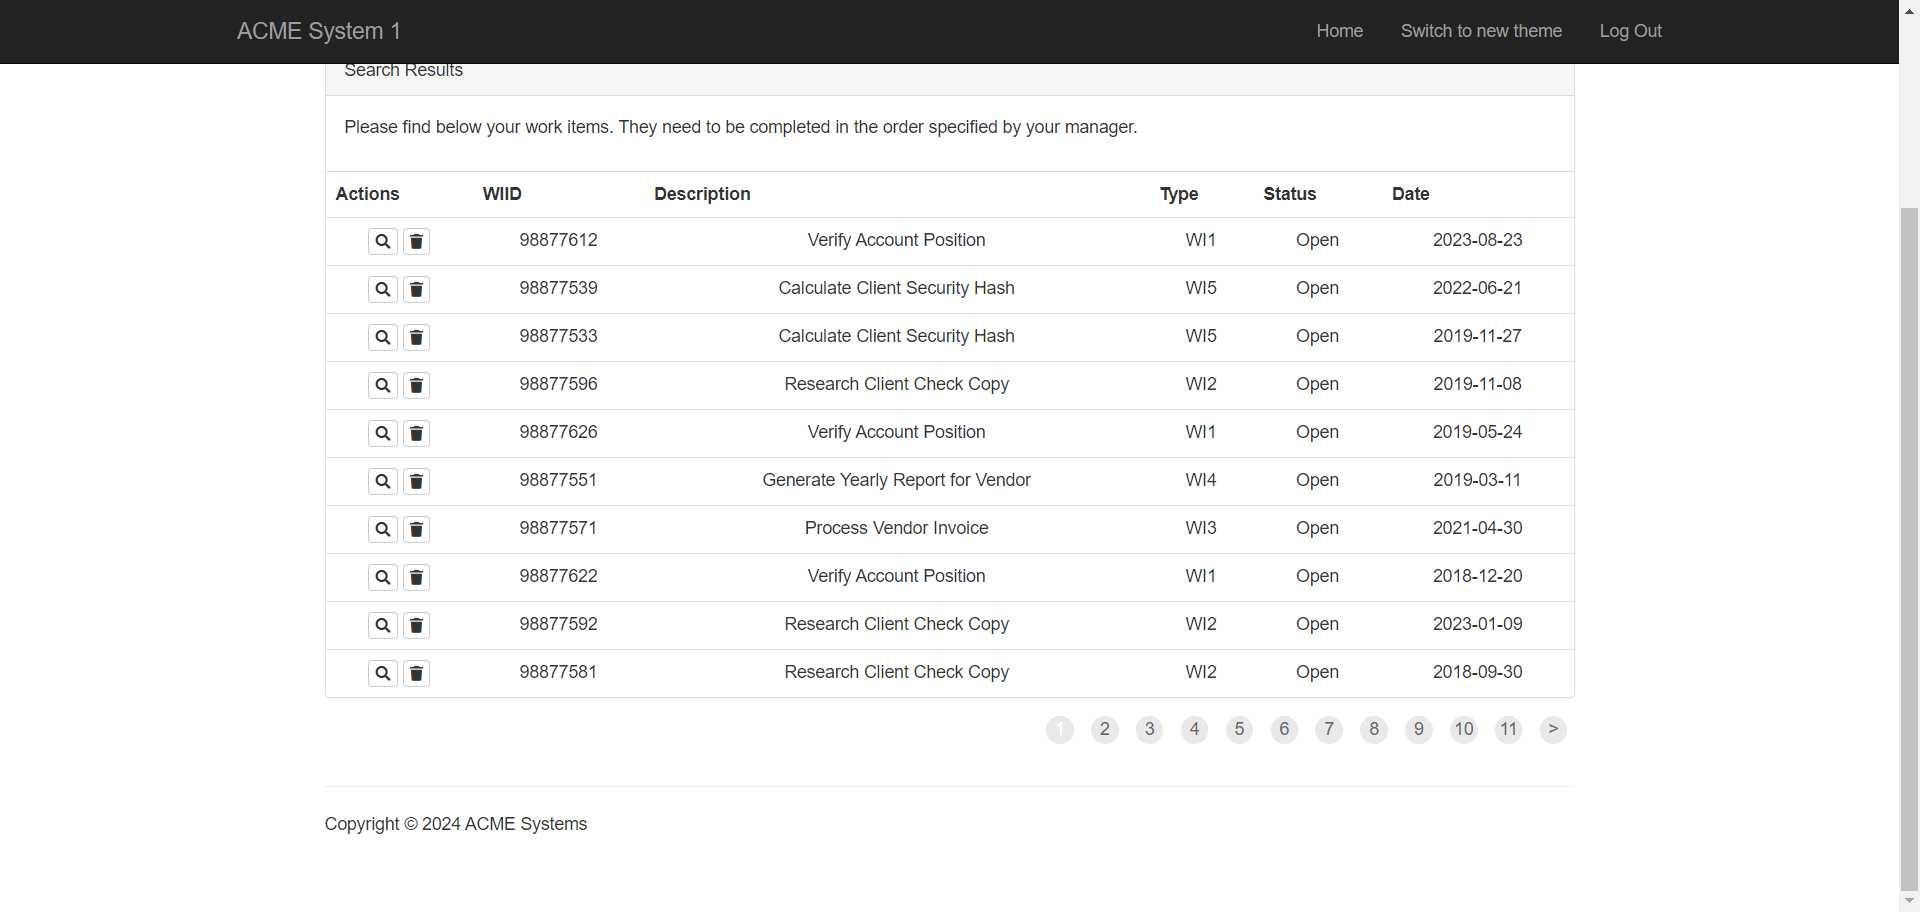 ACME System 1 Home Switch to new theme Log Out
Search Results
Please find below your work items. They need to be completed in the order specified by your manager.
Actions WIID Description Type Status Date
98877612 Verify Account Position WI1 Open 2023-08-23
98877539 Calculate Client Security Hash WI5 Open 2022-06-21
98877533 Calculate Client Security Hash WI5 Open 2019-11-27
98877596 Research Client Check Copy WI2 Open 2019-11-08
98877626 Verify Account Position WI1 Open 2019-05-24
98877551 Generate Yearly Report for Vendor WI4 Open 2019-03-11
98877571 Process Vendor Invoice WI3 Open 2021-04-30
98877622 Verify Account Position WI1 Open 2018-12-20
98877592 Research Client Check Copy WI2 Open 2023-01-09
98877581 Research Client Check Copy WI2 Open 2018-09-30
1 2 3 4 5 6 7 8 9 10 11 >
Copyright © 2024 ACME Systems